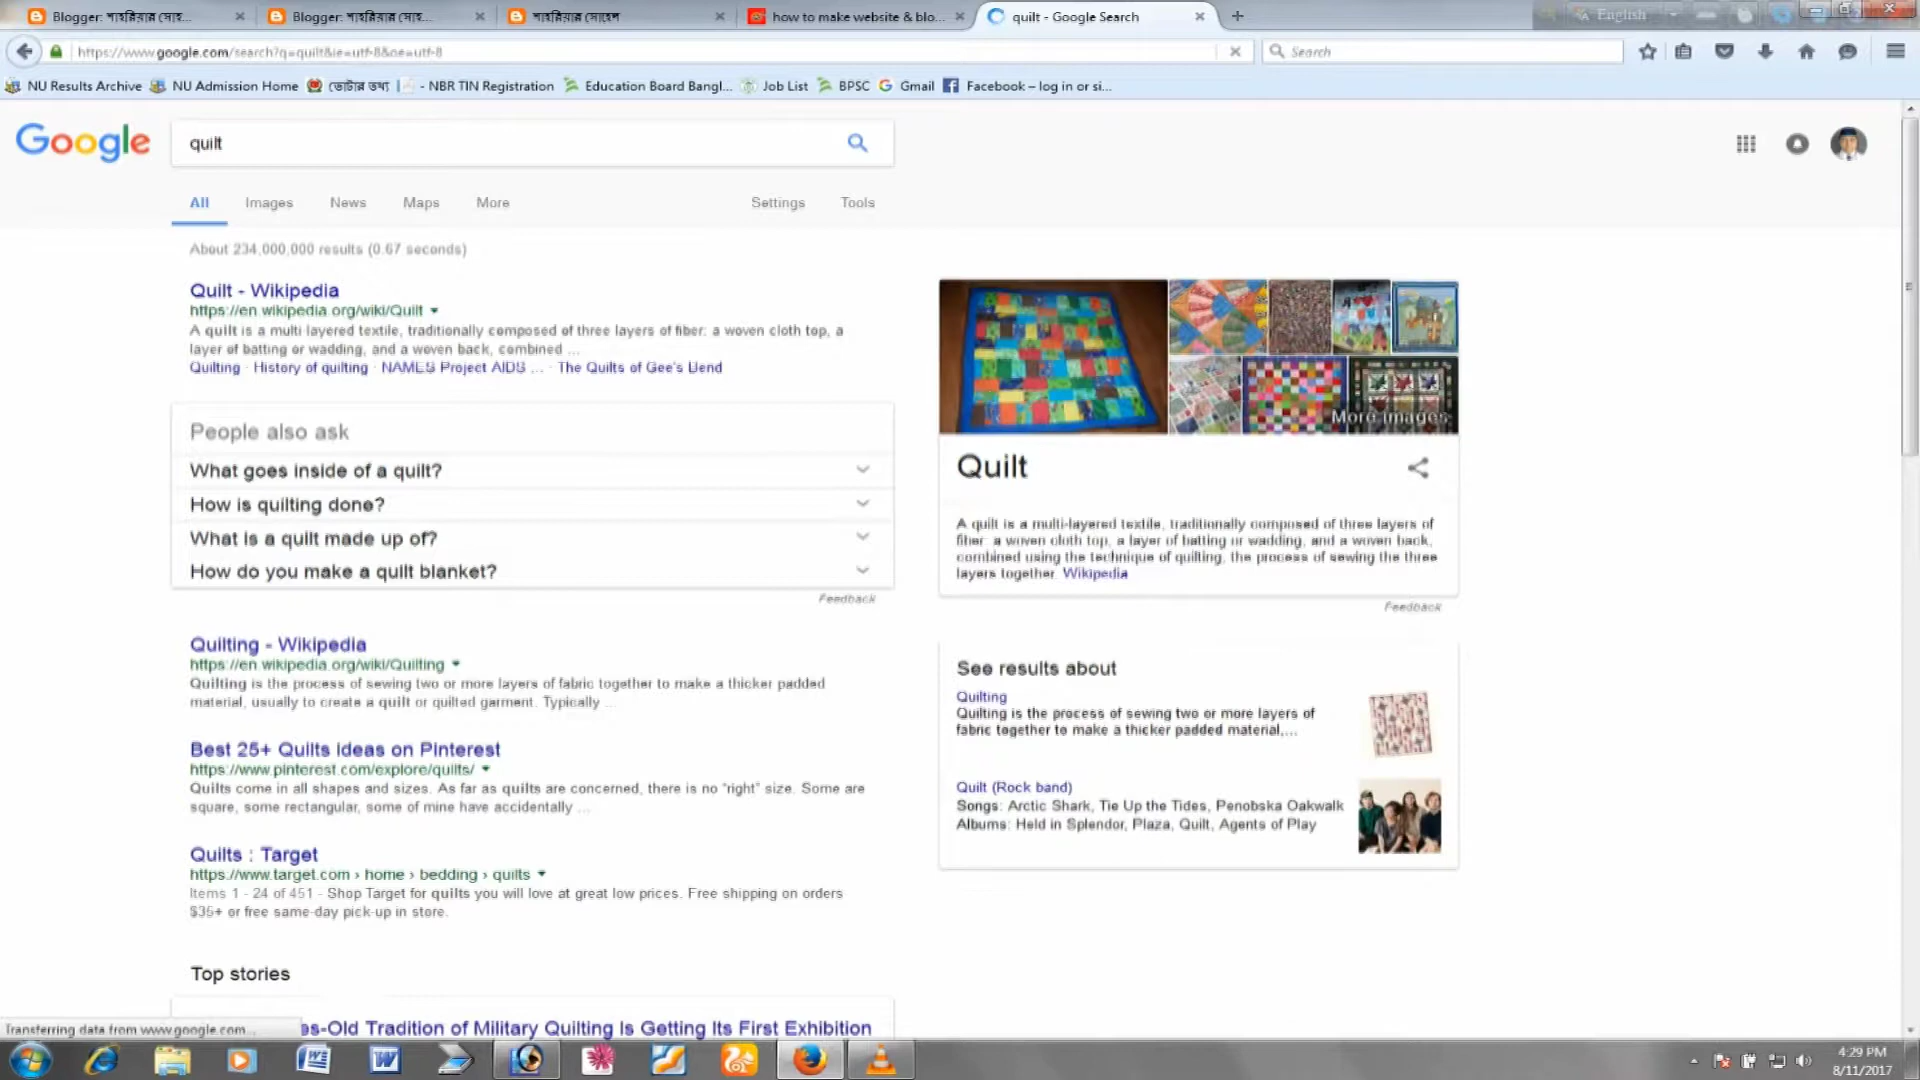 Blogger: শাহরিয়ার সোহ...
Blogger: শাহরিয়ার সোহ...
শাহরিয়ার সোহেল
how to make website & blo...
quilt - Google Search
English
https://www.google.com/search?q=quilt&ie=utf-8&oe=utf-8
Search
NU Results Archive
NU Admission Home
ভোটার তথ্য
- NBR TIN Registration
Education Board Bangl...
Job List
BPSC
Gmail
Facebook – log in or si...
Google
quilt
All
Images
News
Maps
More
Settings
Tools
About 234,000,000 results (0.67 seconds)
Quilt - Wikipedia
https://en.wikipedia.org/wiki/Quilt
A quilt is a multi-layered textile, traditionally composed of three layers of fiber: a woven cloth top, a
layer of batting or wadding, and a woven back, combined ...
Quilting · History of quilting · NAMES Project AIDS ... · The Quilts of Gee's Bend
People also ask
What goes inside of a quilt?
How is quilting done?
What is a quilt made up of?
How do you make a quilt blanket?
Feedback
Quilting - Wikipedia
https://en.wikipedia.org/wiki/Quilting
Quilting is the process of sewing two or more layers of fabric together to make a thicker padded
material, usually to create a quilt or quilted garment. Typically ...
Best 25+ Quilts ideas on Pinterest
https://www.pinterest.com/explore/quilts/
Quilts come in all shapes and sizes. As far as quilts are concerned, there is no "right" size. Some are
square, some rectangular, some of mine have accidentally ...
Quilts : Target
https://www.target.com › home › bedding › quilts
Items 1 - 24 of 451 - Shop Target for quilts you will love at great low prices. Free shipping on orders
$35+ or free same-day pick-up in store.
Top stories
es-Old Tradition of Military Quilting Is Getting Its First Exhibition
More images
Quilt
A quilt is a multi-layered textile, traditionally composed of three layers of
fiber: a woven cloth top, a layer of batting or wadding, and a woven back,
combined using the technique of quilting, the process of sewing the three
layers together. Wikipedia
Feedback
See results about
Quilting
Quilting is the process of sewing two or more layers of
fabric together to make a thicker padded material,...
Quilt (Rock band)
Songs: Arctic Shark, Tie Up the Tides, Penobska Oakwalk
Albums: Held in Splendor, Plaza, Quilt, Agents of Play
Transferring data from www.google.com...
4:29 PM
8/11/2017